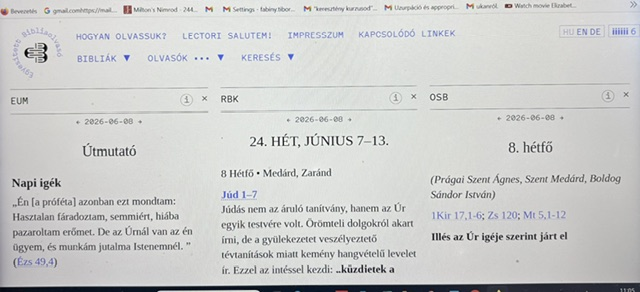 Bevezetés
gmail.comhttps://mail...
Milton's Nimrod - 244...
Settings - fabiny.tibor...
"keresztény kurzusod"...
Uzurpáció és appropri...
ukánról.
Watch movie Elizabet...
HOGYAN OLVASSUK? LECTORI SALUTEM! IMPRESSZUM KAPCSOLÓDÓ LINKEK
HU EN DE
6
BIBLIÁK ▼ OLVASÓK ••• ▼ KERESÉS ▼
EUM
← 2026-06-08 →
Útmutató
Napi igék
„Én [a próféta] azonban ezt mondtam:
Hasztalan fáradoztam, semmiért, hiába
pazaroltam erőmet. De az Úrnál van az én
ügyem, és munkám jutalma Istenemnél. ”
(Ézs 49,4)
RBK
← 2026-06-08 →
24. HÉT, JÚNIUS 7–13.
8 Hétfő • Medárd, Zaránd
Júd 1–7
Júdás nem az áruló tanítvány, hanem az Úr
egyik testvére volt. Örömteli dolgokról akart
írni, de a gyülekezetet veszélyeztető
tévtanítások miatt kemény hangvételű levelet
ír. Ezzel az intéssel kezdi: „küzdjetek a
OSB
← 2026-06-08 →
8. hétfő
(Prágai Szent Ágnes, Szent Medárd, Boldog
Sándor István)
1Kir 17,1-6; Zs 120; Mt 5,1-12
Illés az Úr igéje szerint járt el
11:05